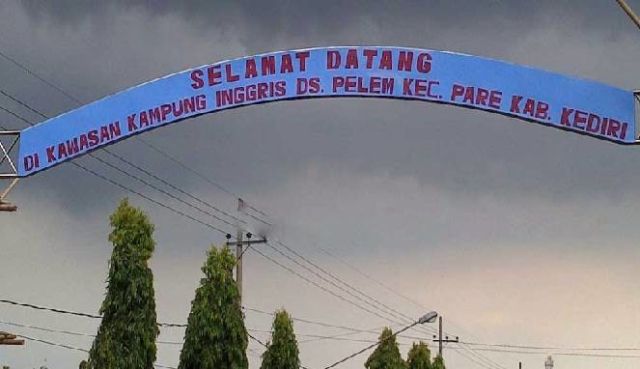 SELAMAT DATANG
DI KAWASAN KAMPUNG INGGRIS DS. PELEM KEC. PARE KAB. KEDIRI